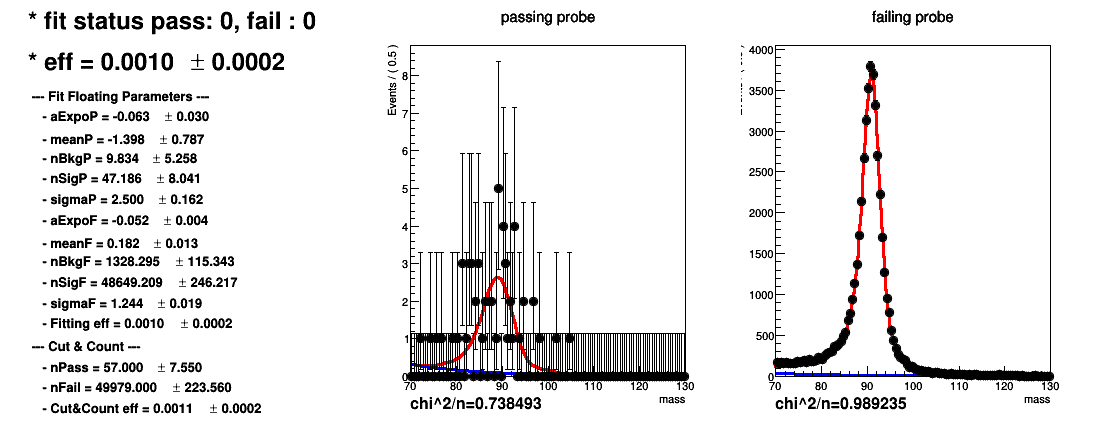 * fit status pass: 0, fail : 0
* eff = 0.0010 ± 0.0002
--- Fit Floating Parameters ---
- aExpoP = -0.063 ± 0.030
- meanP = -1.398 ± 0.787
- nBkgP = 9.834 ± 5.258
- nSigP = 47.186 ± 8.041
- sigmaP = 2.500 ± 0.162
- aExpoF = -0.052 ± 0.004
- meanF = 0.182 ± 0.013
- nBkgF = 1328.295 ± 115.343
- nSigF = 48649.209 ± 246.217
- sigmaF = 1.244 ± 0.019
- Fitting eff = 0.0010 ± 0.0002
--- Cut & Count ---
- nPass = 57.000 ± 7.550
- nFail = 49979.000 ± 223.560
- Cut&Count eff = 0.0011 ± 0.0002
passing probe
Events / ( 0.5 )
8
7
6
5
4
3
2
1
0
70 80 90 100 110 120 130
mass
chi^2/n=0.738493
failing probe
4000
3500
3000
2500
2000
1500
1000
500
0
70 80 90 100 110 120 130
mass
chi^2/n=0.989235